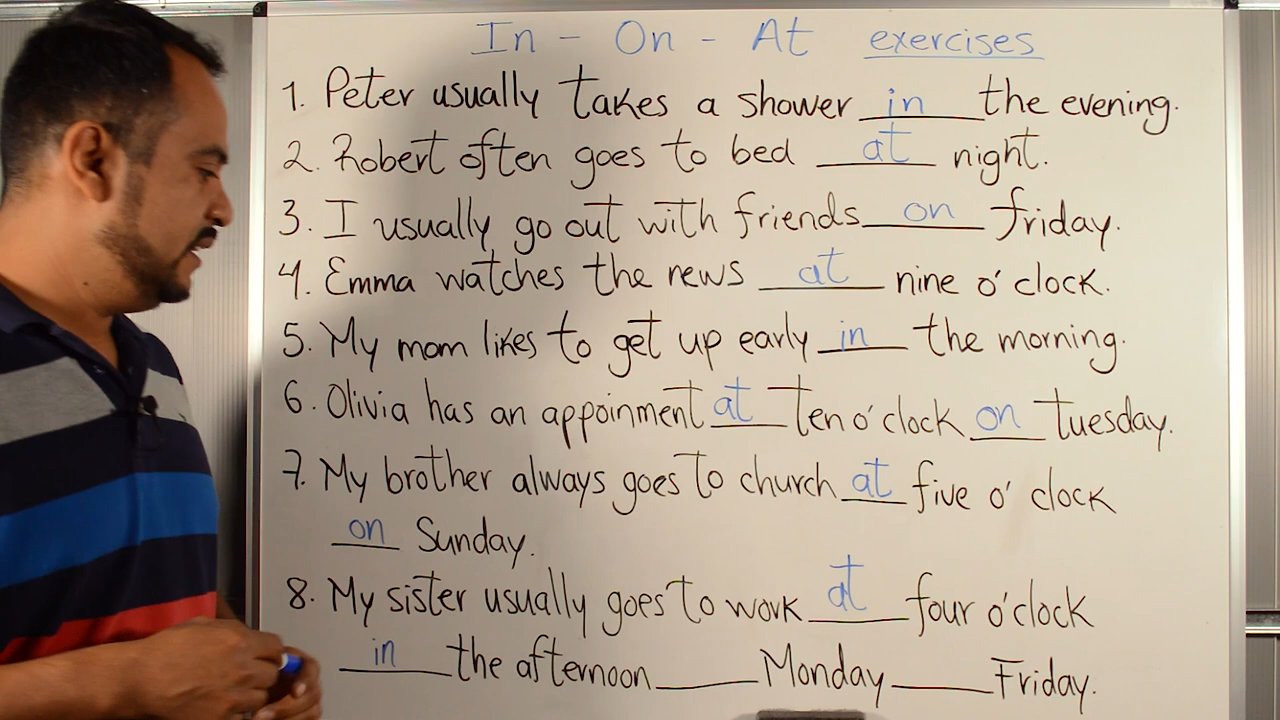 In - On - At exercises
1. Peter usually takes a shower in the evening.
2. Robert often goes to bed at night.
3. I usually go out with friends on Friday.
4. Emma watches the news at nine o'clock.
5. My mom likes to get up early in the morning.
6. Olivia has an appoinment at ten o'clock on Tuesday.
7. My brother always goes to church at five o'clock
on Sunday.
8. My sister usually goes to work at four o'clock
in the afternoon ____ Monday ____ Friday.